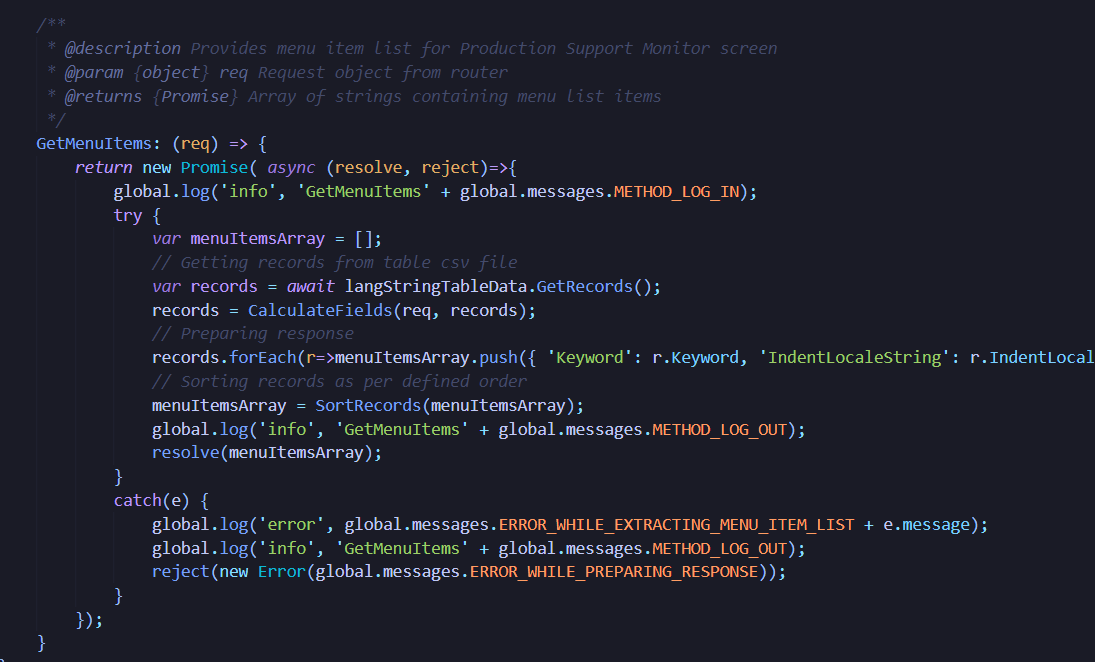 /**
 * @description Provides menu item list for Production Support Monitor screen
 * @param {object} req Request object from router
 * @returns {Promise} Array of strings containing menu list items
 */
GetMenuItems: (req) => {
    return new Promise( async (resolve, reject)=>{
        global.log('info', 'GetMenuItems' + global.messages.METHOD_LOG_IN);
        try {
            var menuItemsArray = [];
            // Getting records from table csv file
            var records = await langStringTableData.GetRecords();
            records = CalculateFields(req, records);
            // Preparing response
            records.forEach(r=>menuItemsArray.push({ 'Keyword': r.Keyword, 'IndentLocaleString': r.IndentLocal
            // Sorting records as per defined order
            menuItemsArray = SortRecords(menuItemsArray);
            global.log('info', 'GetMenuItems' + global.messages.METHOD_LOG_OUT);
            resolve(menuItemsArray);
        }
        catch(e) {
            global.log('error', global.messages.ERROR_WHILE_EXTRACTING_MENU_ITEM_LIST + e.message);
            global.log('info', 'GetMenuItems' + global.messages.METHOD_LOG_OUT);
            reject(new Error(global.messages.ERROR_WHILE_PREPARING_RESPONSE));
        }
    });
}